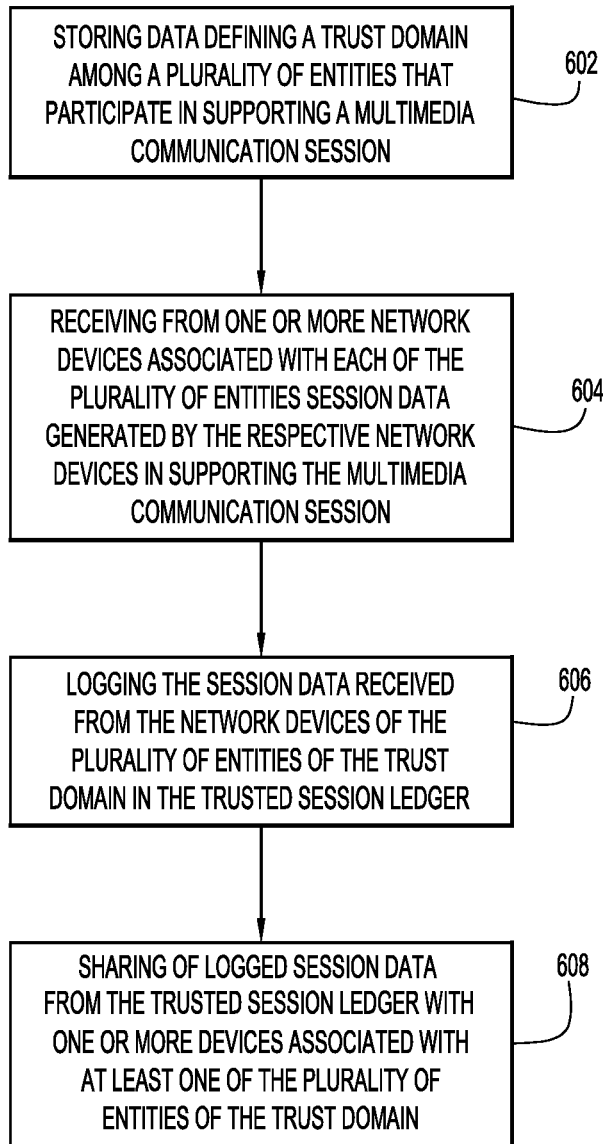 STORING DATA DEFINING A TRUST DOMAIN
AMONG A PLURALITY OF ENTITIES THAT
PARTICIPATE IN SUPPORTING A MULTIMEDIA
COMMUNICATION SESSION
602
RECEIVING FROM ONE OR MORE NETWORK
DEVICES ASSOCIATED WITH EACH OF THE
PLURALITY OF ENTITIES SESSION DATA
GENERATED BY THE RESPECTIVE NETWORK
DEVICES IN SUPPORTING THE MULTIMEDIA
COMMUNICATION SESSION
604
LOGGING THE SESSION DATA RECEIVED
FROM THE NETWORK DEVICES OF THE
PLURALITY OF ENTITIES OF THE TRUST
DOMAIN IN THE TRUSTED SESSION LEDGER
606
SHARING OF LOGGED SESSION DATA
FROM THE TRUSTED SESSION LEDGER WITH
ONE OR MORE DEVICES ASSOCIATED WITH
AT LEAST ONE OF THE PLURALITY OF
ENTITIES OF THE TRUST DOMAIN
608